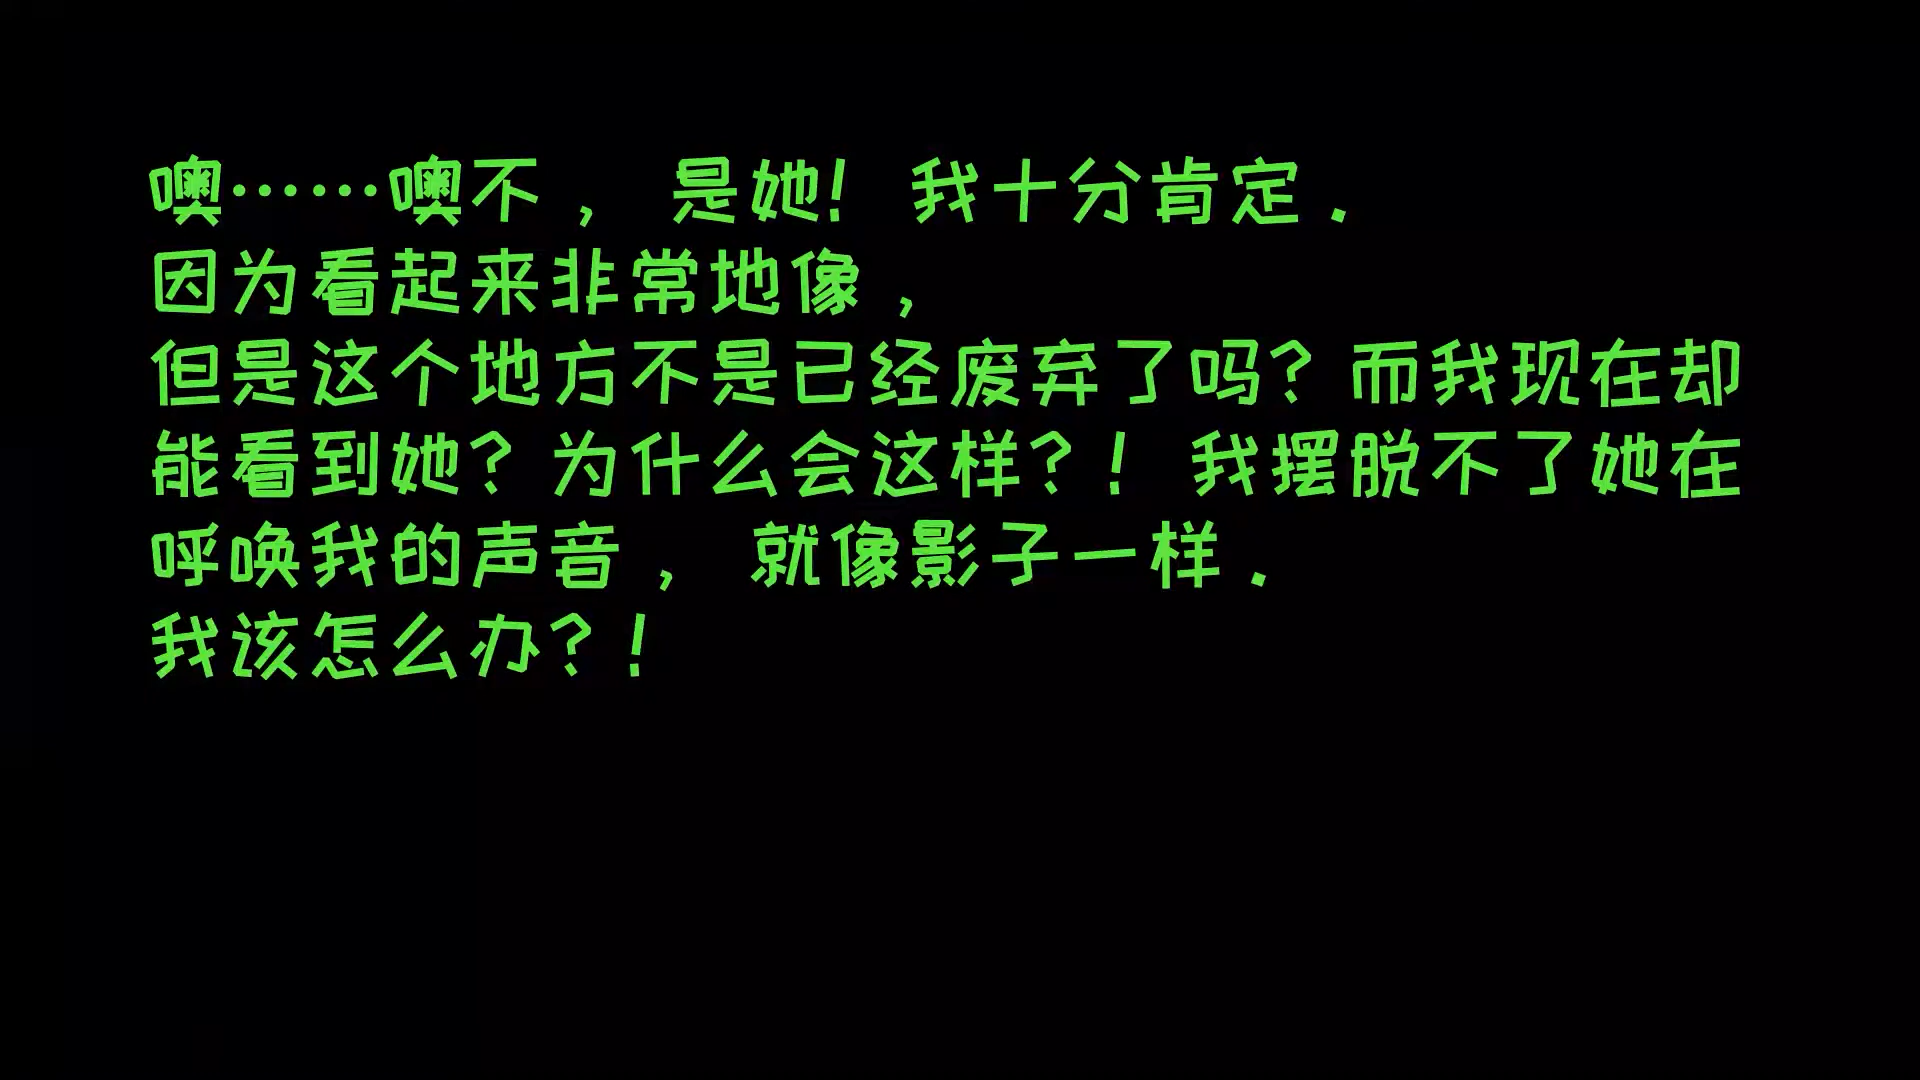 噢……噢不， 是她！ 我十分肯定．
因为看起来非常地像，
但是这个地方不是已经废弃了吗？而我现在却
能看到她？为什么会这样？！ 我摆脱不了她在
呼唤我的声音， 就像影子一样．
我该怎么办？！